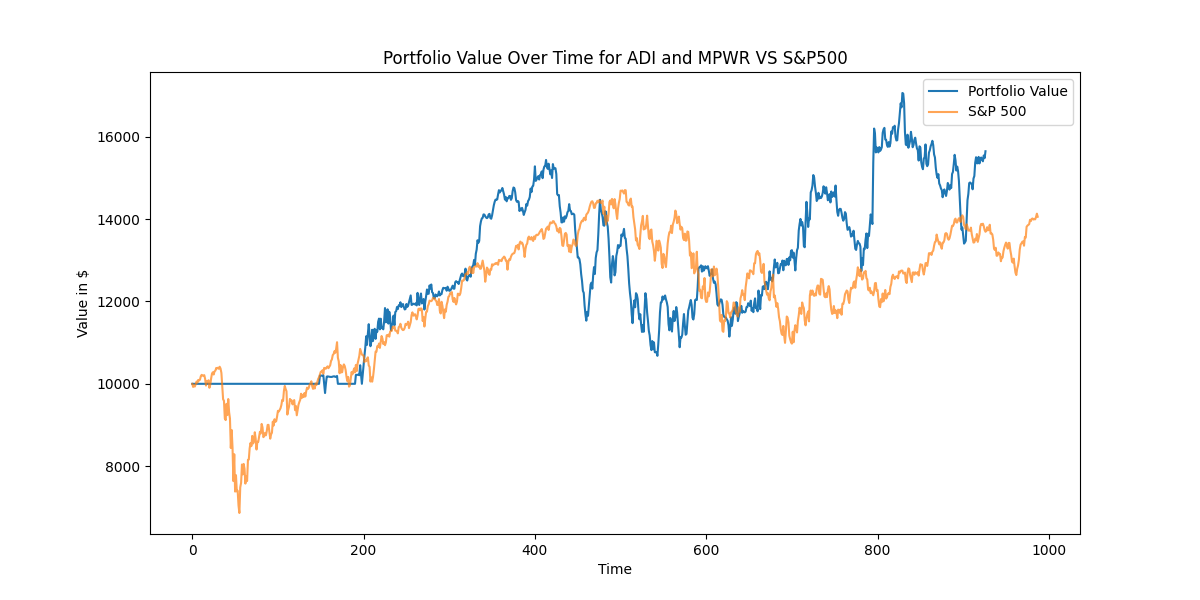 Portfolio Value Over Time for ADI and MPWR VS S&P500
Portfolio Value
S&P 500
Value in $
16000
14000
12000
10000
8000
0
200
400
600
800
1000
Time